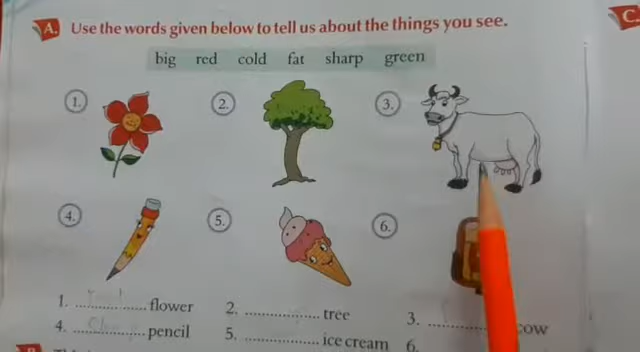 A. Use the words given below to tell us about the things you see.
big red cold fat sharp green
1. 2. 3.
4. 5. 6.
1. .................. flower 2. .................. tree 3. .................. cow
4. .................. pencil 5. .................. ice cream 6.
C.